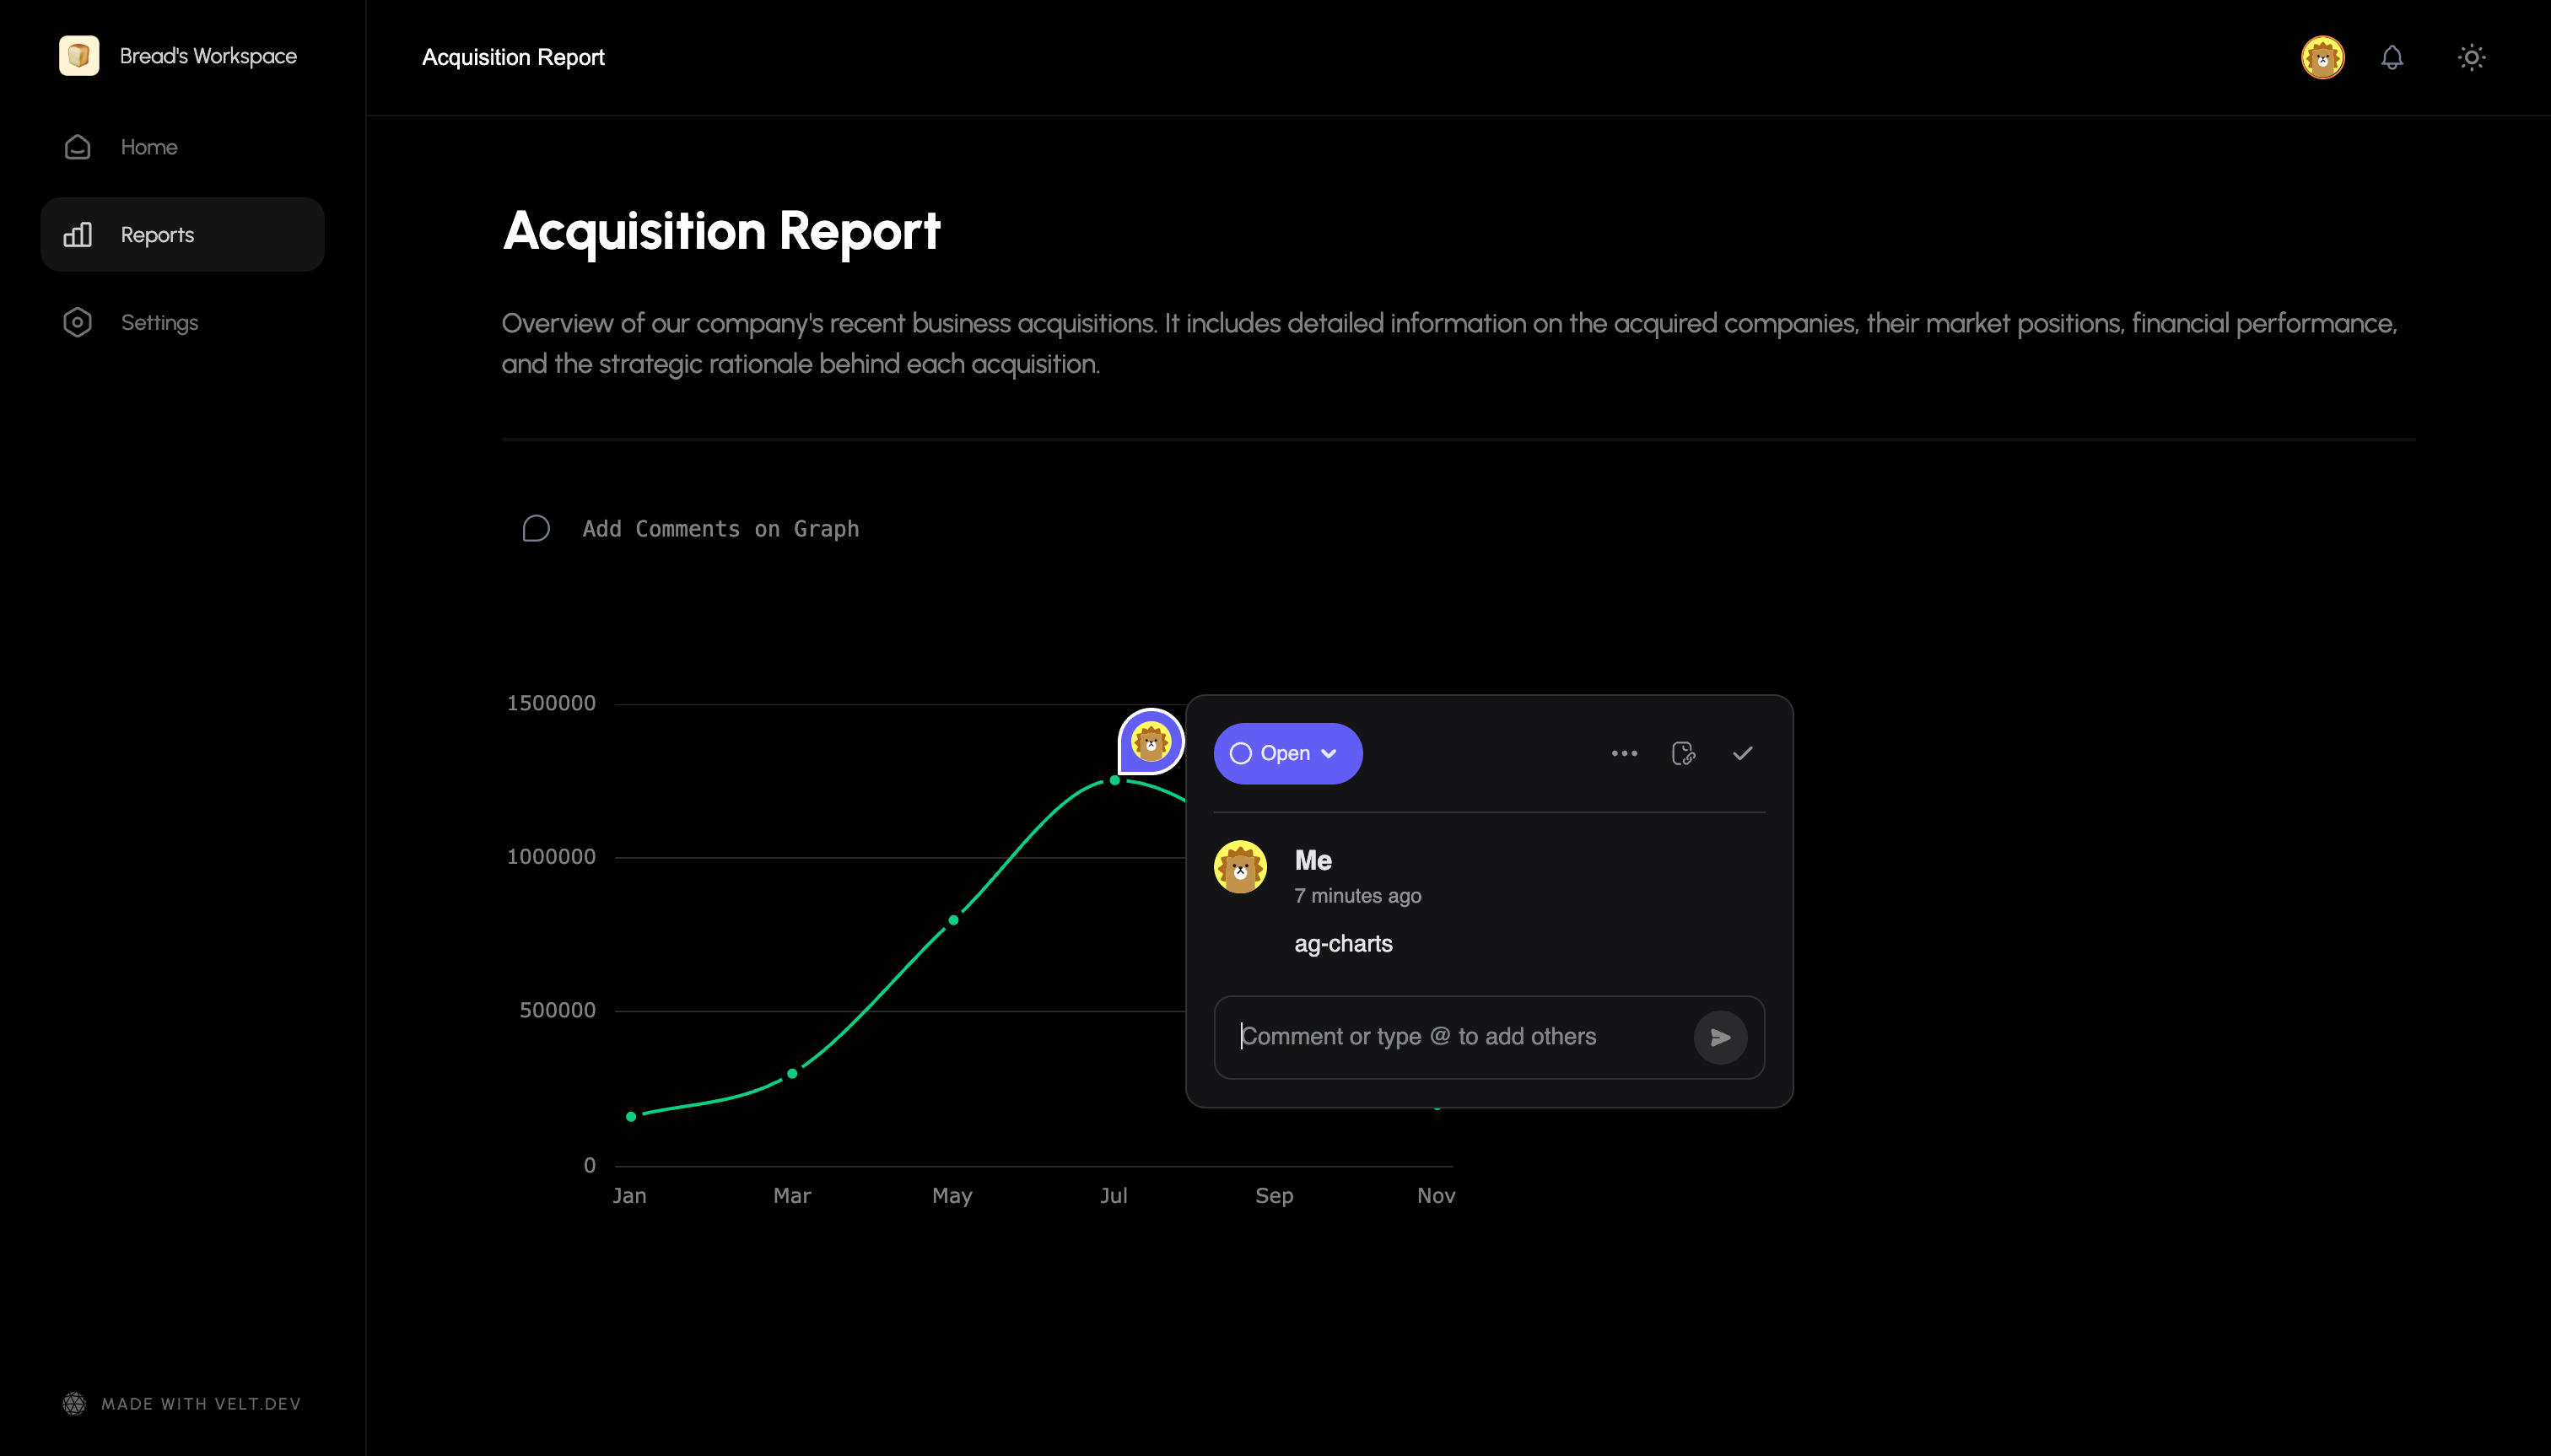 Bread's Workspace
Home
Reports
Settings
MADE WITH VELT.DEV
Acquisition Report
Acquisition Report
Overview of our company's recent business acquisitions. It includes detailed information on the acquired companies, their market positions, financial performance,
and the strategic rationale behind each acquisition.
Add Comments on Graph
1500000
1000000
500000
0
Jan
Mar
May
Jul
Sep
Nov
Open
Me
7 minutes ago
ag-charts
Comment or type @ to add others